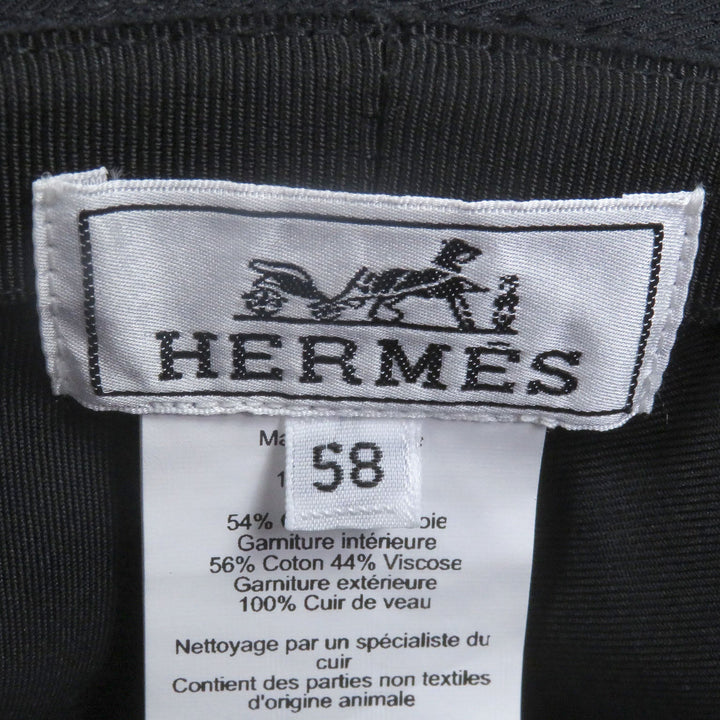 HERMÈS
58
54%
Garniture intérieure
56% Coton 44% Viscose
Garniture extérieure
100% Cuir de veau
Nettoyage par un spécialiste du
cuir
Contient des parties non textiles
d'origine animale